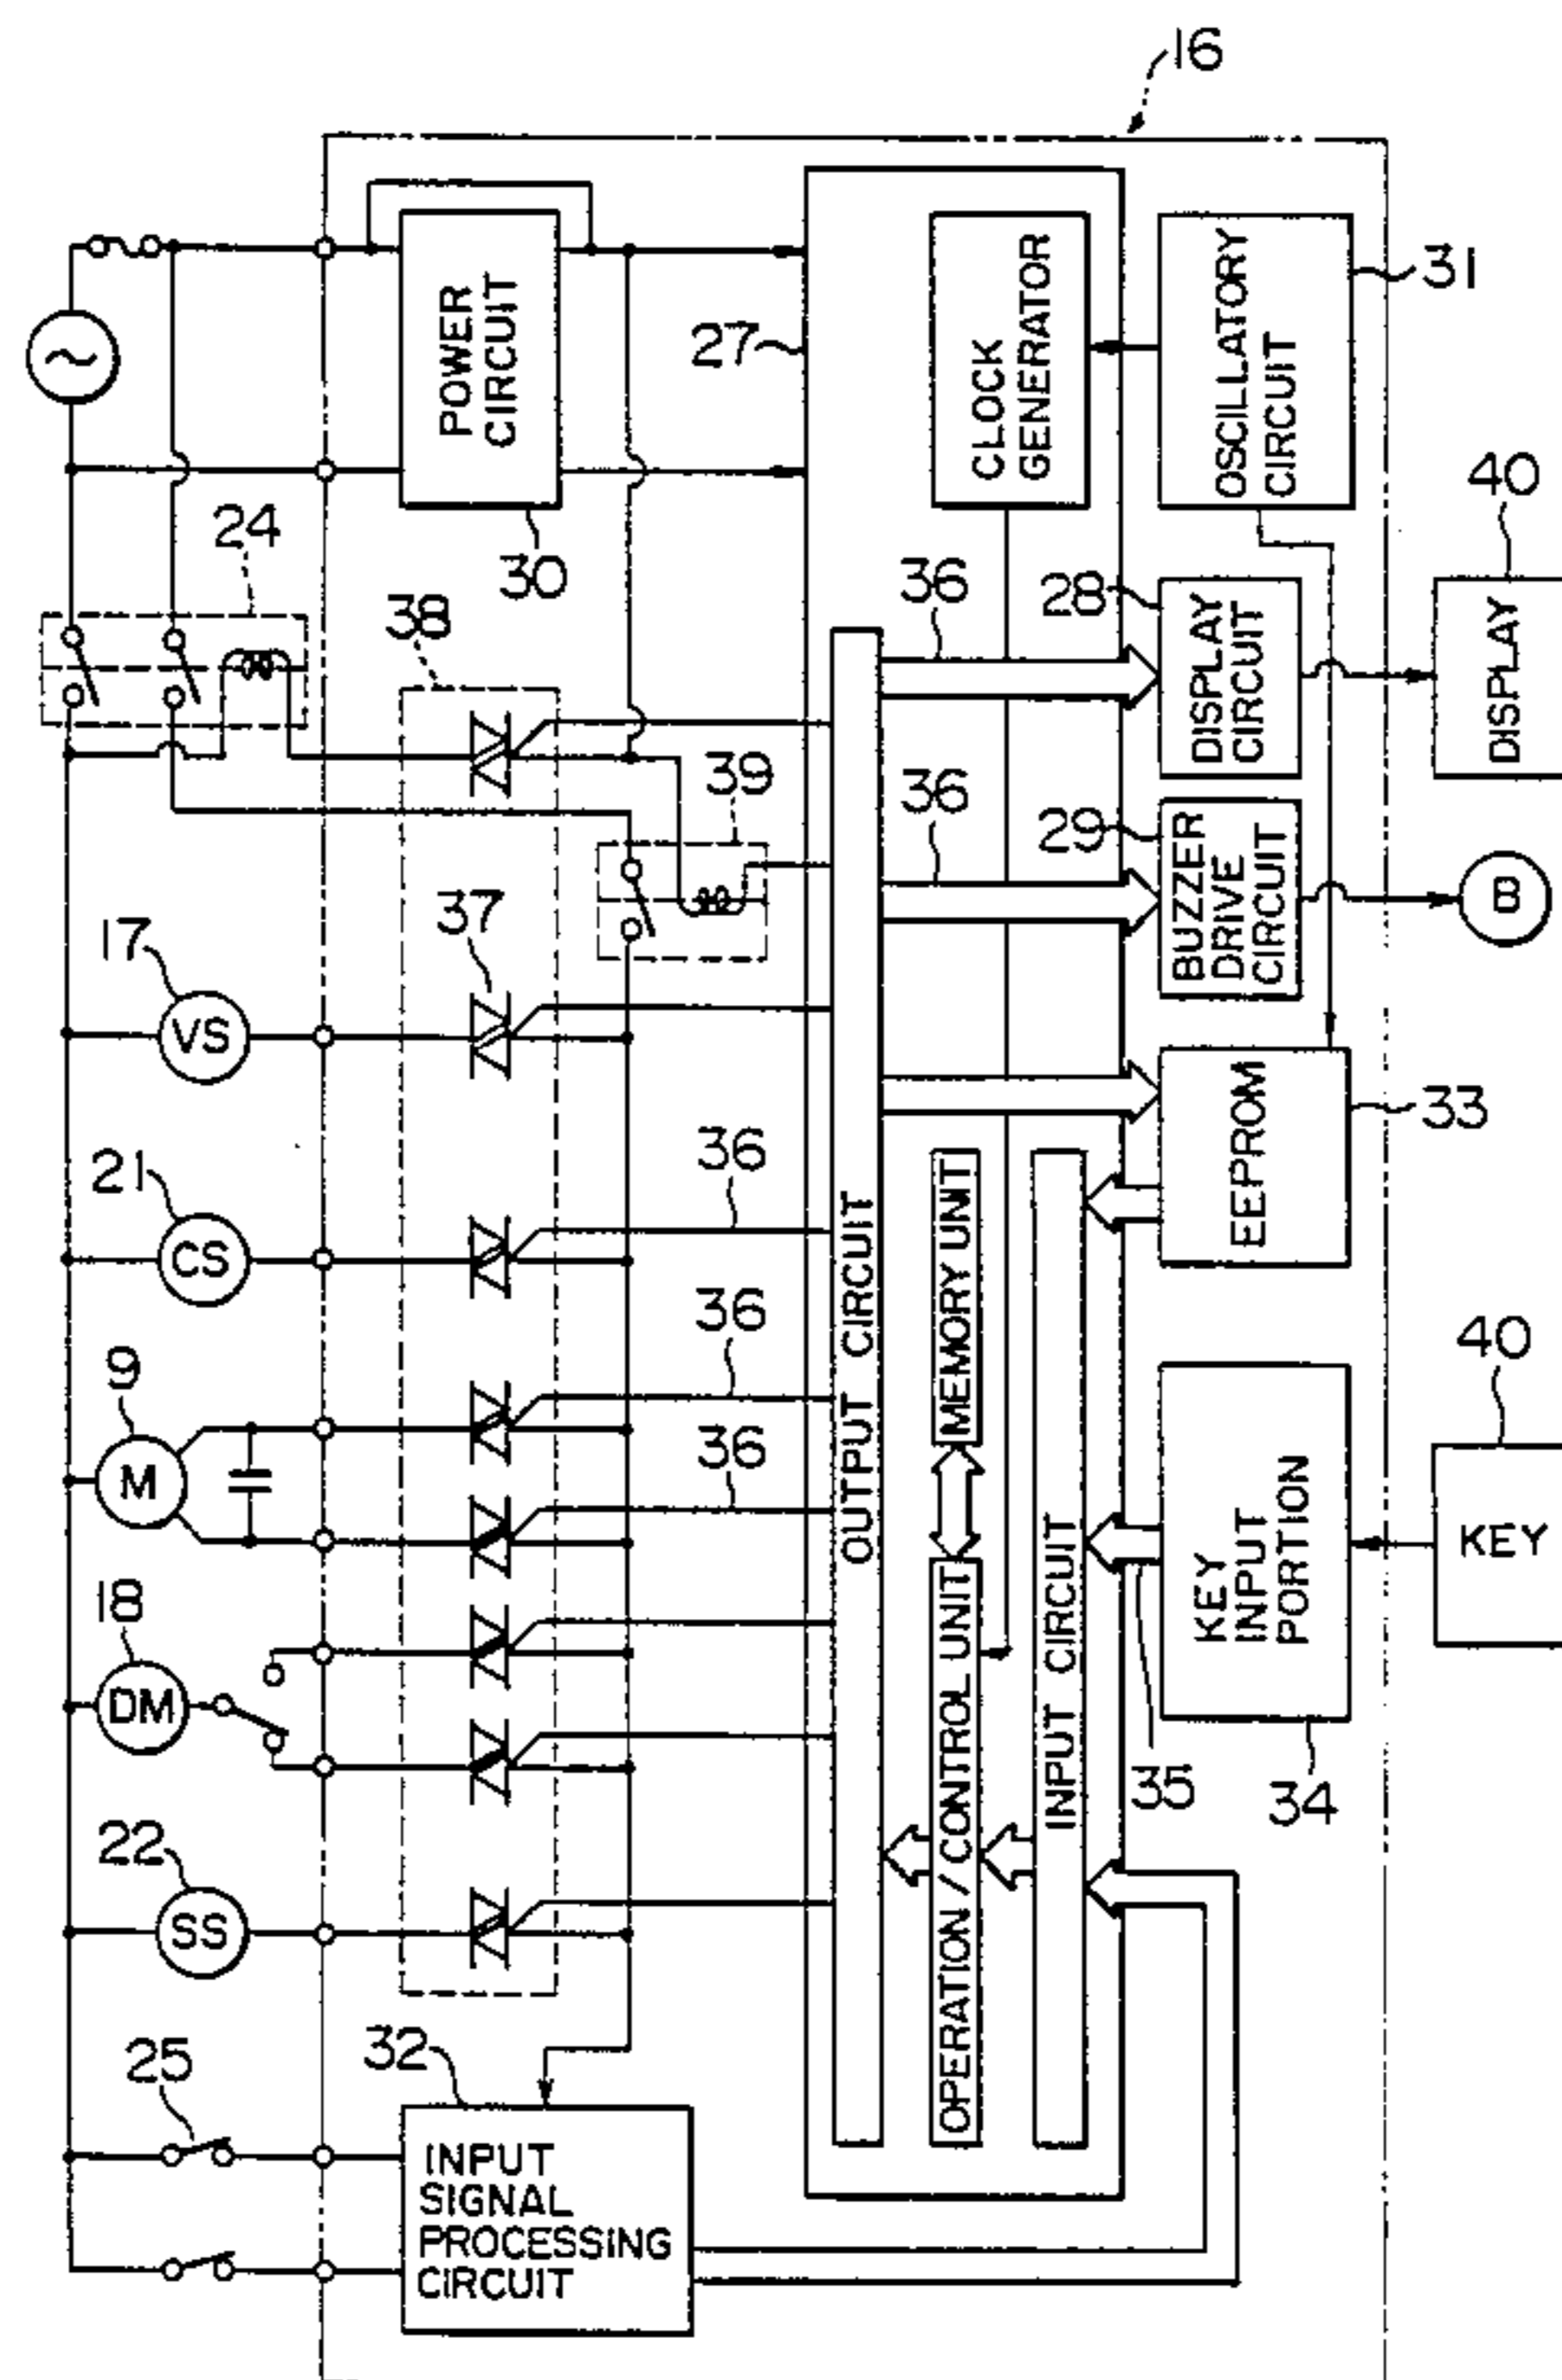 16
POWER
CIRCUIT
30
27
CLOCK
GENERATOR
OSCILLATORY
CIRCUIT
31
24
38
36
28
DISPLAY
CIRCUIT
40
DISPLAY
39
36
29
BUZZER
DRIVE
CIRCUIT
B
17
VS
37
21
CS
36
OUTPUT CIRCUIT
MEMORY UNIT
EEPROM
33
9
M
36
36
18
DM
OPERATION / CONTROL UNIT
INPUT CIRCUIT
35
KEY
INPUT
PORTION
34
40
KEY
22
SS
25
32
INPUT
SIGNAL
PROCESSING
CIRCUIT